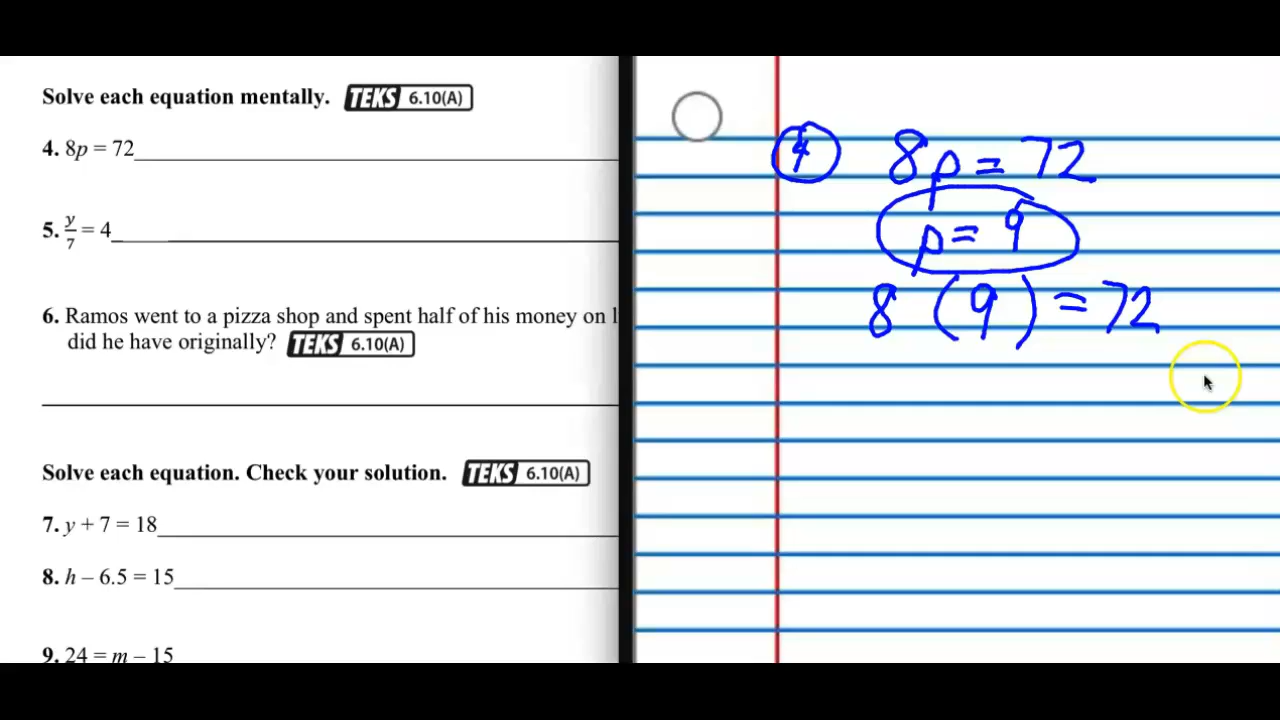 Solve each equation mentally. TEKS 6.10(A)
4. 8p = 72
5. y/7 = 4
6. Ramos went to a pizza shop and spent half of his money on
did he have originally? TEKS 6.10(A)
Solve each equation. Check your solution. TEKS 6.10(A)
7. y + 7 = 18
8. h – 6.5 = 15
9. 24 = m – 15
4 8p = 72
p = 9
8 (9) = 72